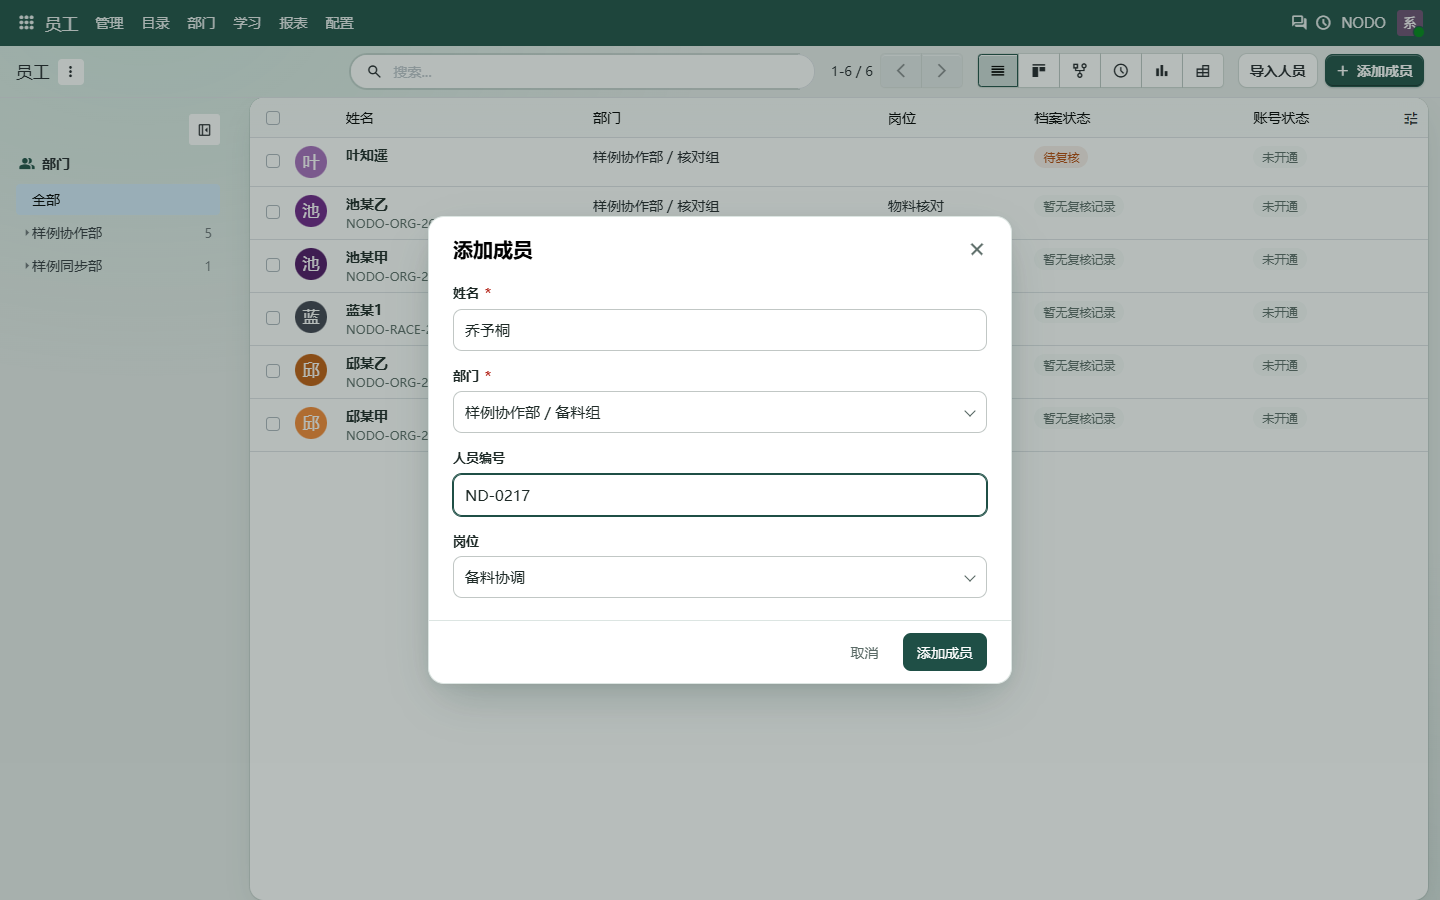 员工 管理 目录 部门 学习 报表 配置 NODO 系
员工 搜索... 1-6 / 6 导入人员 + 添加成员
部门
全部
样例协作部 5
样例同步部 1
姓名 部门 岗位 档案状态 账号状态
叶 叶知遥 样例协作部 / 核对组 待复核 未开通
池 池某乙 样例协作部 / 核对组 物料核对 暂无复核记录 未开通
NODO-ORG-2
池 池某甲 暂无复核记录 未开通
NODO-ORG-2
蓝 蓝某1 暂无复核记录 未开通
NODO-RACE-2
邱 邱某乙 暂无复核记录 未开通
NODO-ORG-2
邱 邱某甲 暂无复核记录 未开通
NODO-ORG-2
添加成员
姓名 *
乔予桐
部门 *
样例协作部 / 备料组
人员编号
ND-0217
岗位
备料协调
取消 添加成员